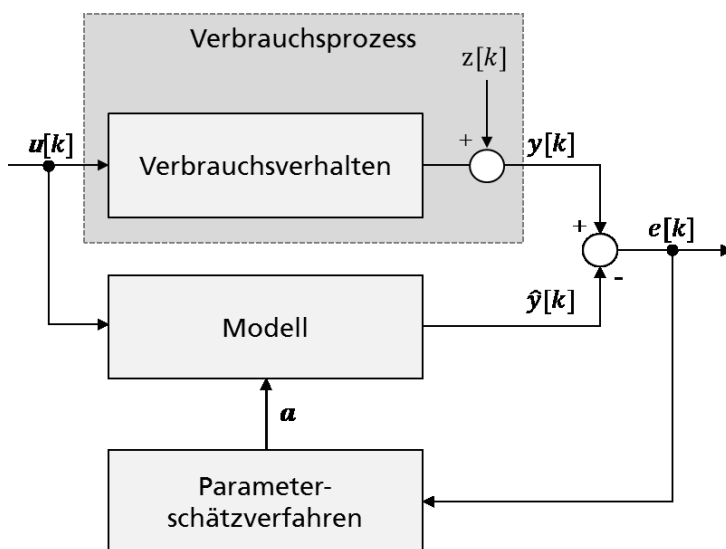 Verbrauchsprozess
z[k]
u[k]
Verbrauchsverhalten
+
y[k]
+
e[k]
-
ŷ[k]
Modell
a
Parameter-
schätzverfahren